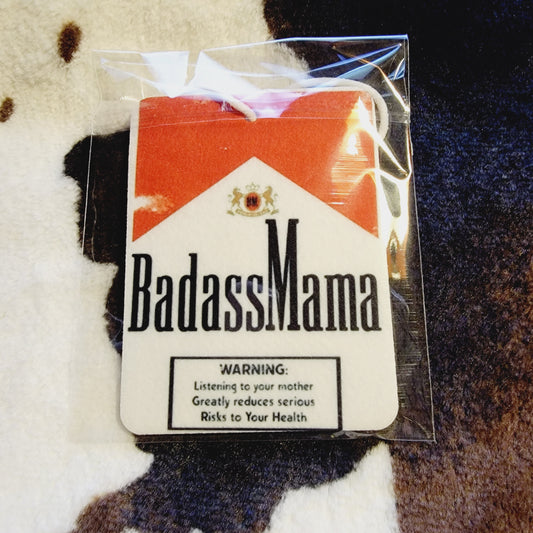 BadassMama
WARNING:
Listening to your mother
Greatly reduces serious
Risks to Your Health